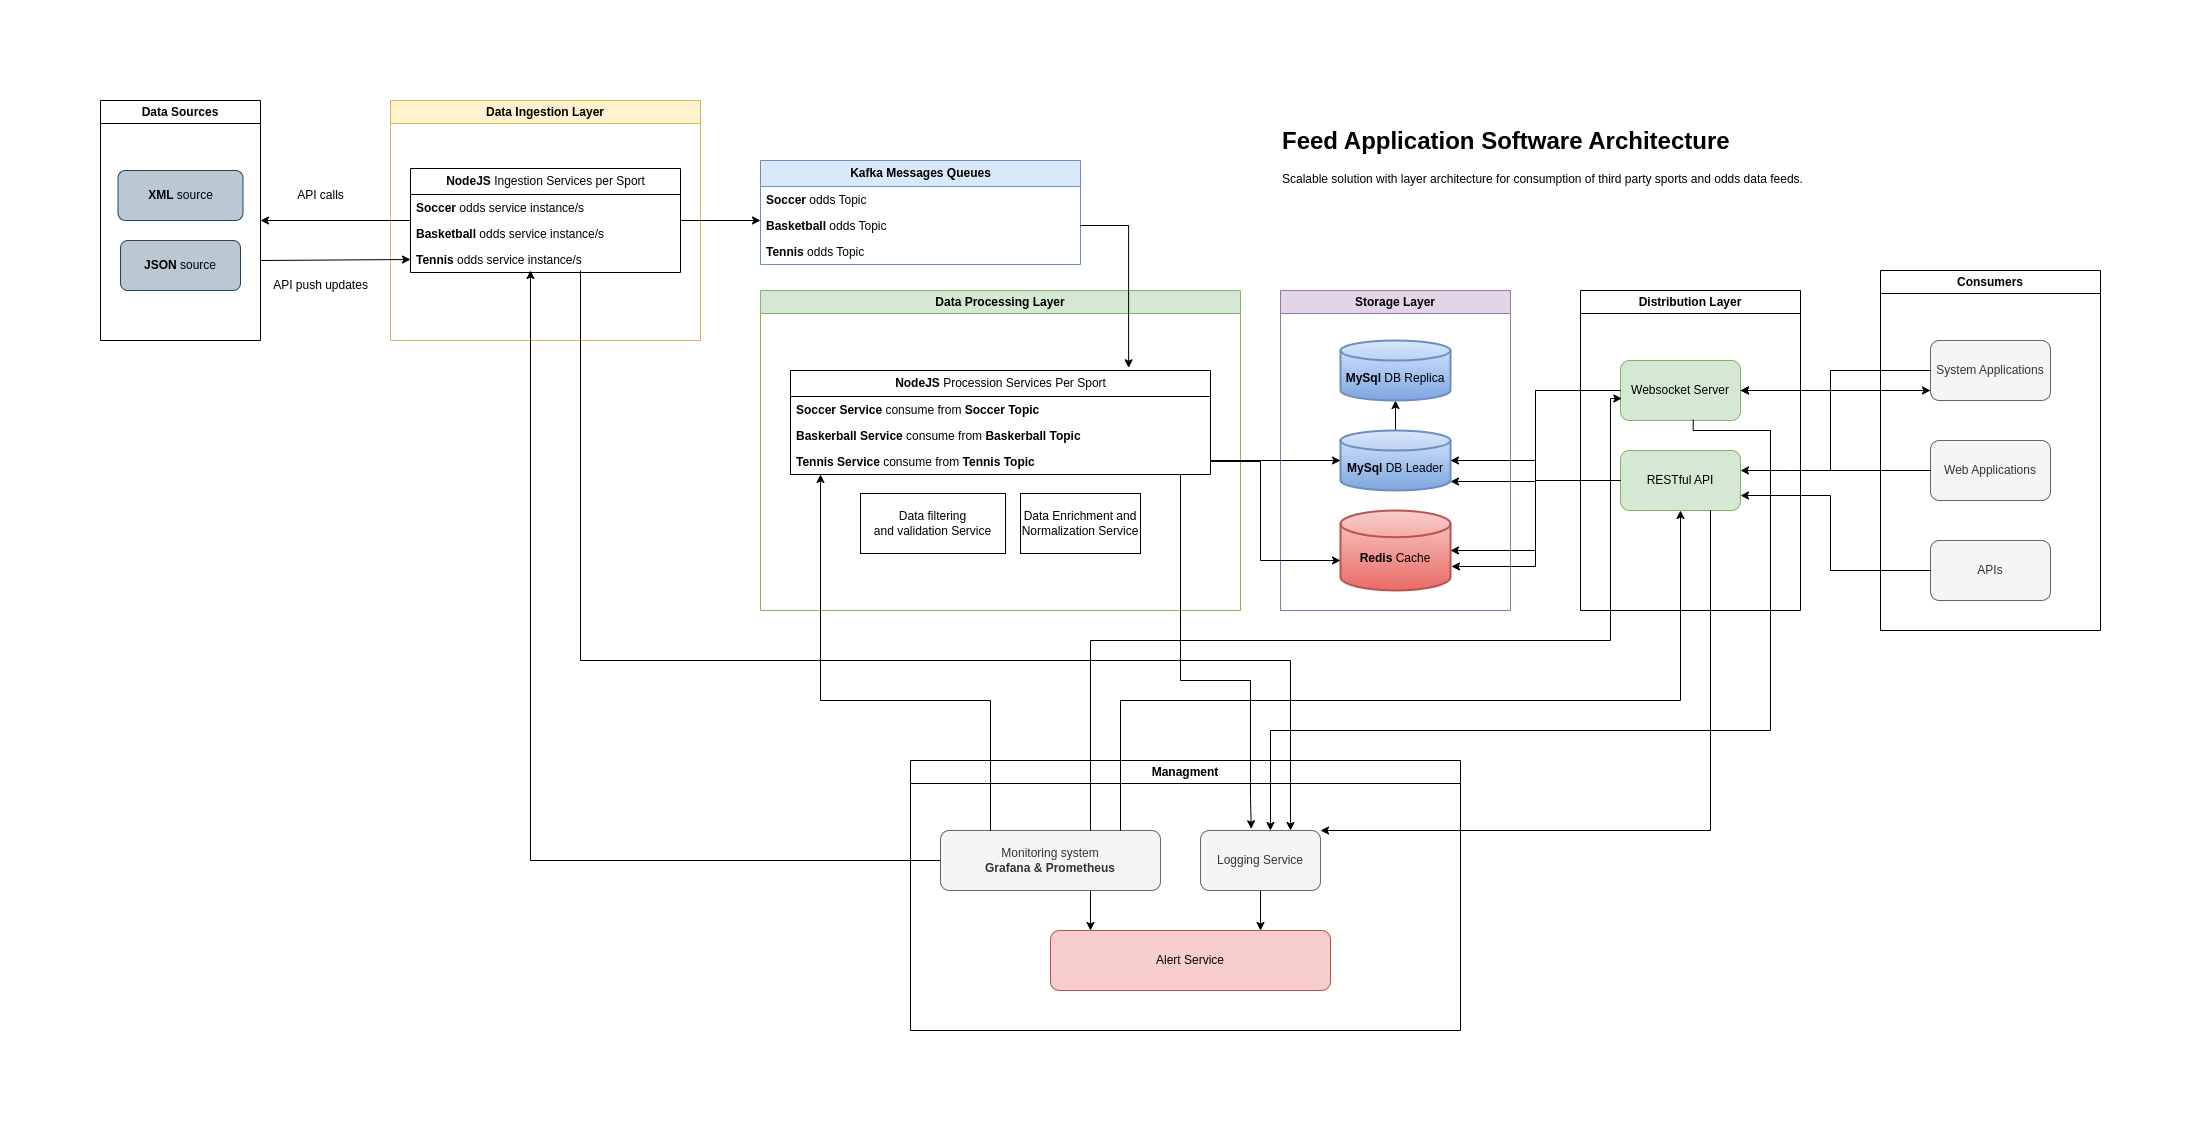 Feed Application Software Architecture
Scalable solution with layer architecture for consumption of third party sports and odds data feeds.
Data Sources
XML source
JSON source
API calls
API push updates
Data Ingestion Layer
NodeJS Ingestion Services per Sport
Soccer odds service instance/s
Basketball odds service instance/s
Tennis odds service instance/s
Kafka Messages Queues
Soccer odds Topic
Basketball odds Topic
Tennis odds Topic
Data Processing Layer
NodeJS Procession Services Per Sport
Soccer Service consume from Soccer Topic
Baskerball Service consume from Baskerball Topic
Tennis Service consume from Tennis Topic
Data filtering
and validation Service
Data Enrichment and
Normalization Service
Storage Layer
MySql DB Replica
MySql DB Leader
Redis Cache
Distribution Layer
Websocket Server
RESTful API
Consumers
System Applications
Web Applications
APIs
Managment
Monitoring system
Grafana & Prometheus
Logging Service
Alert Service